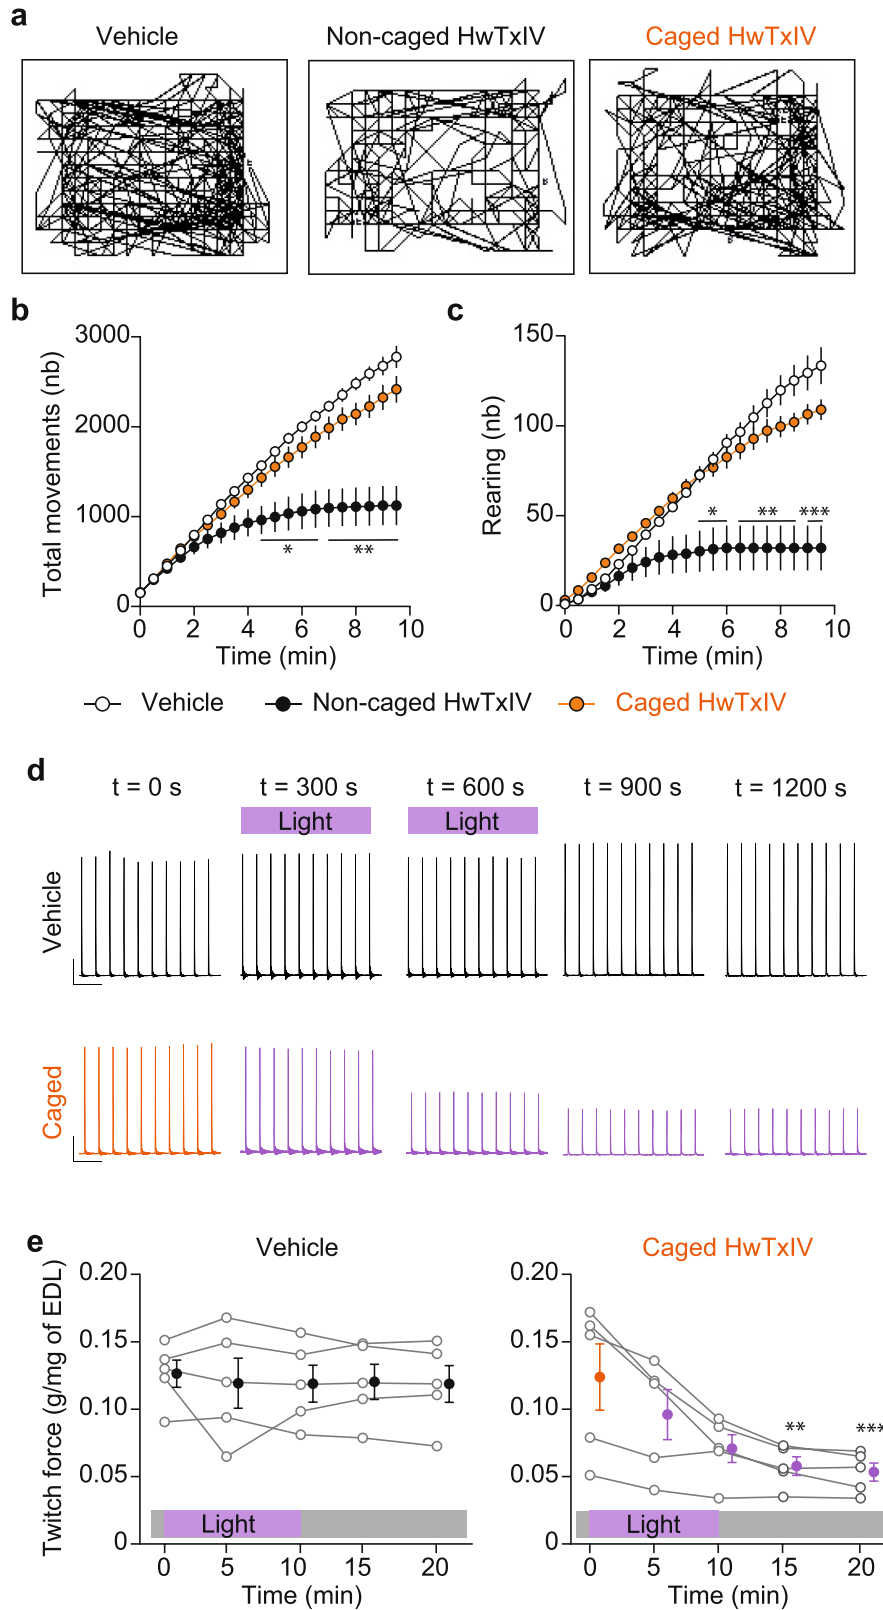 a
Vehicle Non-caged HwTxIV Caged HwTxIV
b
3000
2000
1000
0
Total movements (nb)
* **
0 2 4 6 8 10
Time (min)
c
150
100
50
0
Rearing (nb)
* ** ***
0 2 4 6 8 10
Time (min)
Vehicle Non-caged HwTxIV Caged HwTxIV
d
t = 0 s t = 300 s t = 600 s t = 900 s t = 1200 s
Light Light
Vehicle
Caged
e
Vehicle
0.20
0.15
0.10
0.05
0
Twitch force (g/mg of EDL)
Light
0 5 10 15 20
Time (min)
Caged HwTxIV
0.20
0.15
0.10
0.05
0
** ***
Light
0 5 10 15 20
Time (min)